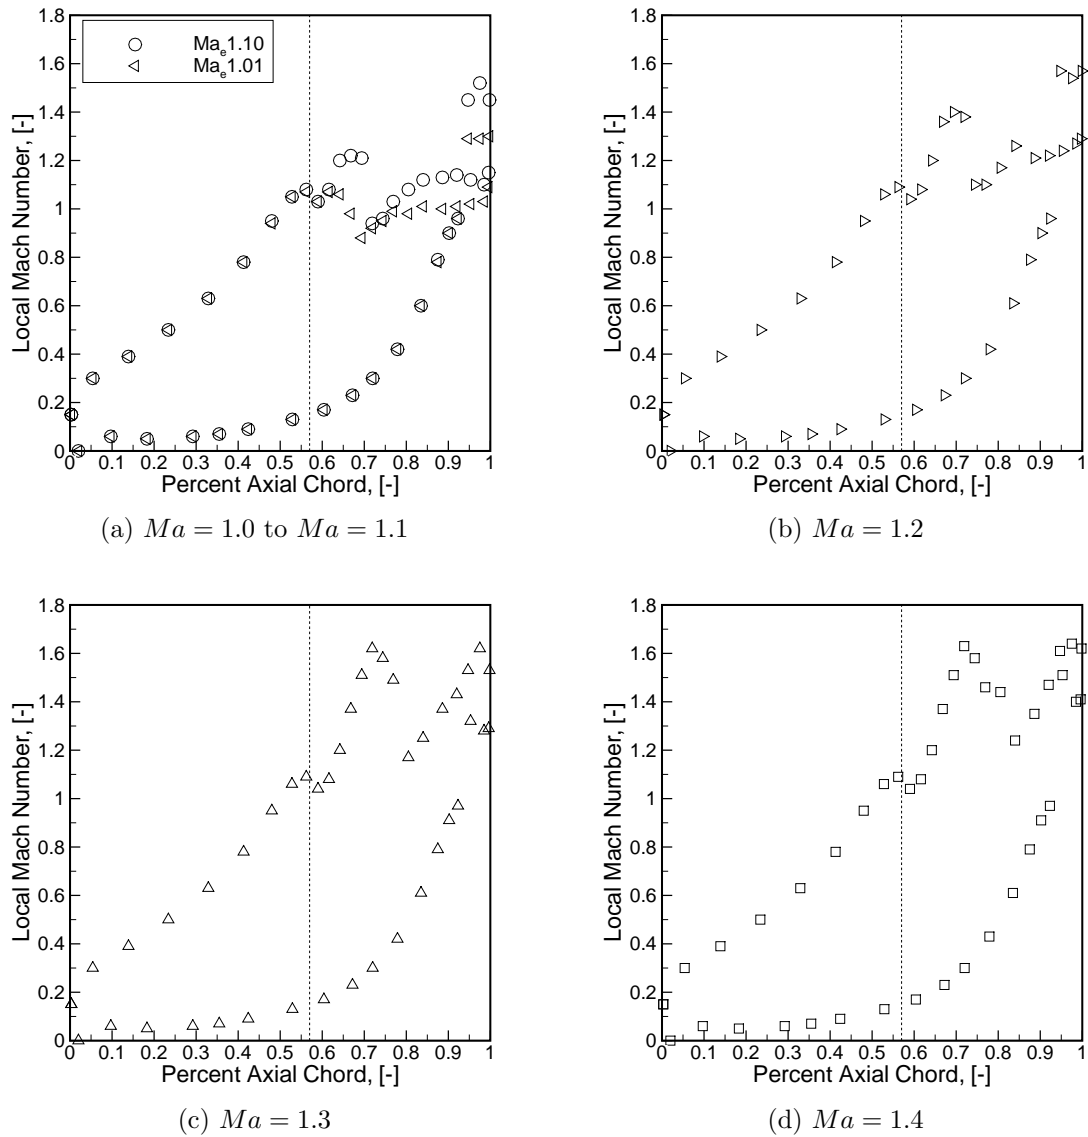 Local Mach Number, [-]
1.8
1.6
1.4
1.2
1
0.8
0.6
0.4
0.2
0
Ma_e1.10
Ma_e1.01
0 0.1 0.2 0.3 0.4 0.5 0.6 0.7 0.8 0.9 1
Percent Axial Chord, [-]
(a) Ma = 1.0 to Ma = 1.1
Local Mach Number, [-]
1.8
1.6
1.4
1.2
1
0.8
0.6
0.4
0.2
0
0 0.1 0.2 0.3 0.4 0.5 0.6 0.7 0.8 0.9 1
Percent Axial Chord, [-]
(b) Ma = 1.2
Local Mach Number, [-]
1.8
1.6
1.4
1.2
1
0.8
0.6
0.4
0.2
0
0 0.1 0.2 0.3 0.4 0.5 0.6 0.7 0.8 0.9 1
Percent Axial Chord, [-]
(c) Ma = 1.3
Local Mach Number, [-]
1.8
1.6
1.4
1.2
1
0.8
0.6
0.4
0.2
0
0 0.1 0.2 0.3 0.4 0.5 0.6 0.7 0.8 0.9 1
Percent Axial Chord, [-]
(d) Ma = 1.4